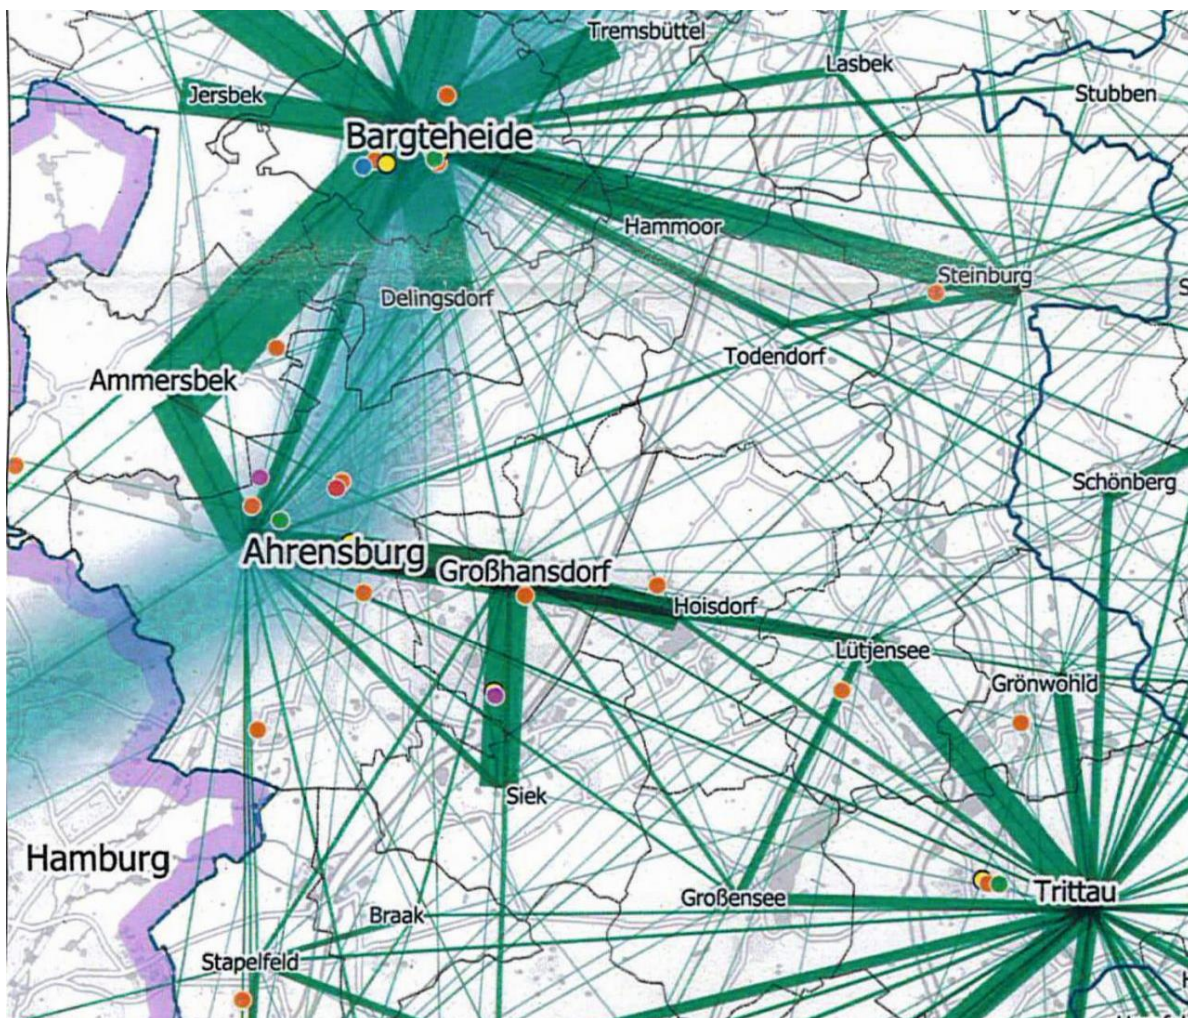 Tremsbüttel
Lasbek
Jersbek
Stubben
Bargteheide
Hammoor
Steinburg
Delingsdorf
Todendorf
Ammersbek
Schönberg
Ahrensburg
Großhansdorf
Hoisdorf
Lütjensee
Grönwohld
Siek
Hamburg
Großensee
Trittau
Braak
Stapelfeld